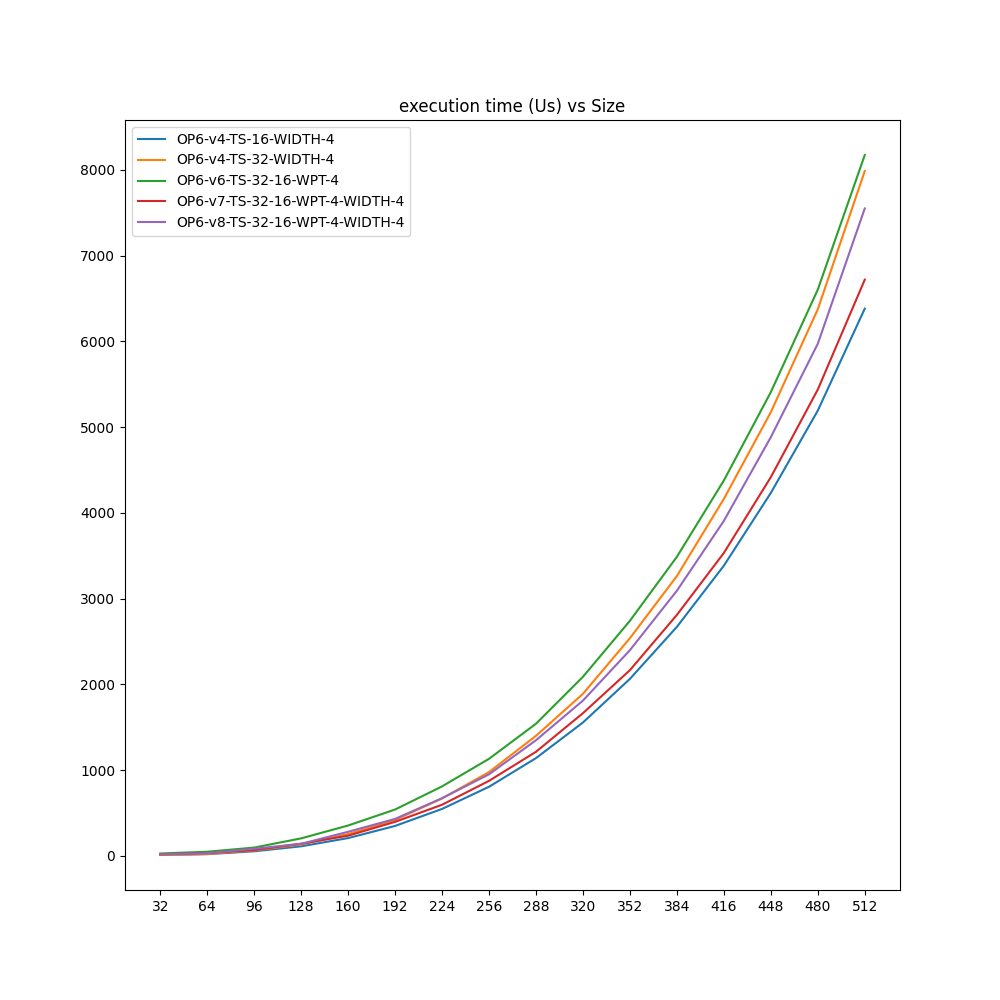 execution time (Us) vs Size
OP6-v4-TS-16-WIDTH-4
OP6-v4-TS-32-WIDTH-4
OP6-v6-TS-32-16-WPT-4
OP6-v7-TS-32-16-WPT-4-WIDTH-4
OP6-v8-TS-32-16-WPT-4-WIDTH-4
8000
7000
6000
5000
4000
3000
2000
1000
0
32 64 96 128 160 192 224 256 288 320 352 384 416 448 480 512